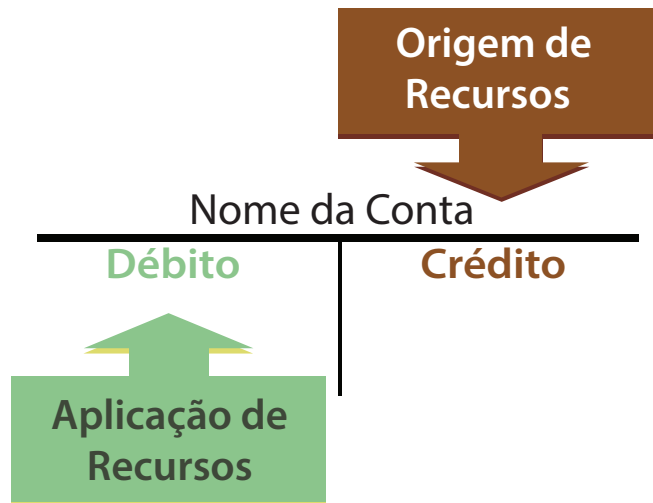 Origem de
Recursos
Nome da Conta
Débito
Crédito
Aplicação de
Recursos